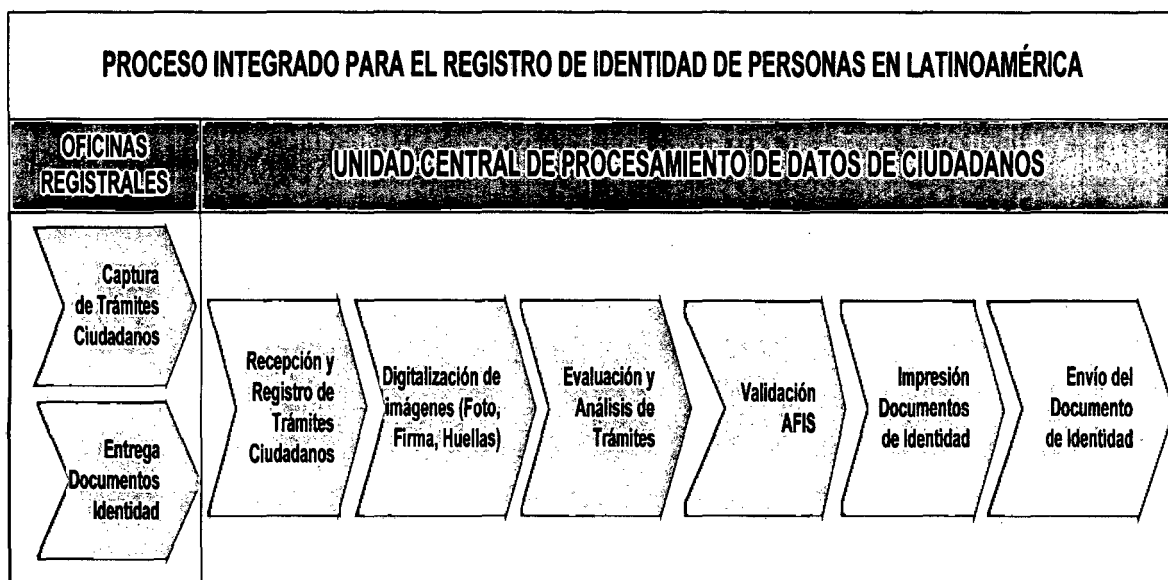 PROCESO INTEGRADO PARA EL REGISTRO DE IDENTIDAD DE PERSONAS EN LATINOAMÉRICA
OFICINAS
REGISTRALES
UNIDAD CENTRAL DE PROCESAMIENTO DE DATOS DE CIUDADANOS
Captura
de Trámites
Ciudadanos
Entrega
Documentos
Identidad
Recepción y
Registro de
Trámites
Ciudadanos
Digitalización de
imágenes (Foto,
Firma, Huellas)
Evaluación y
Análisis de
Trámites
Validación
AFIS
Impresión
Documentos
de Identidad
Envío del
Documento
de Identidad